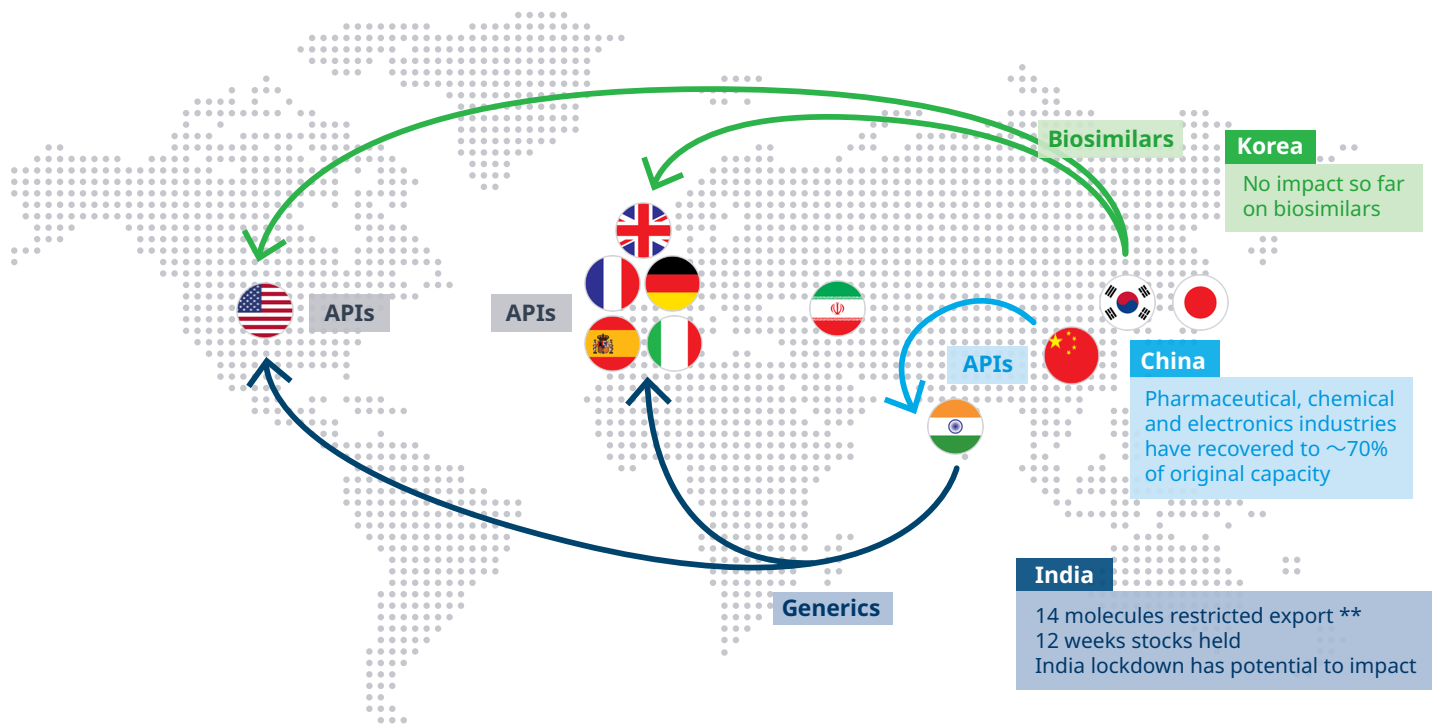 Biosimilars
Korea
No impact so far
on biosimilars
APIs
APIs
APIs
China
Pharmaceutical, chemical
and electronics industries
have recovered to ～70%
of original capacity
Generics
India
14 molecules restricted export **
12 weeks stocks held
India lockdown has potential to impact